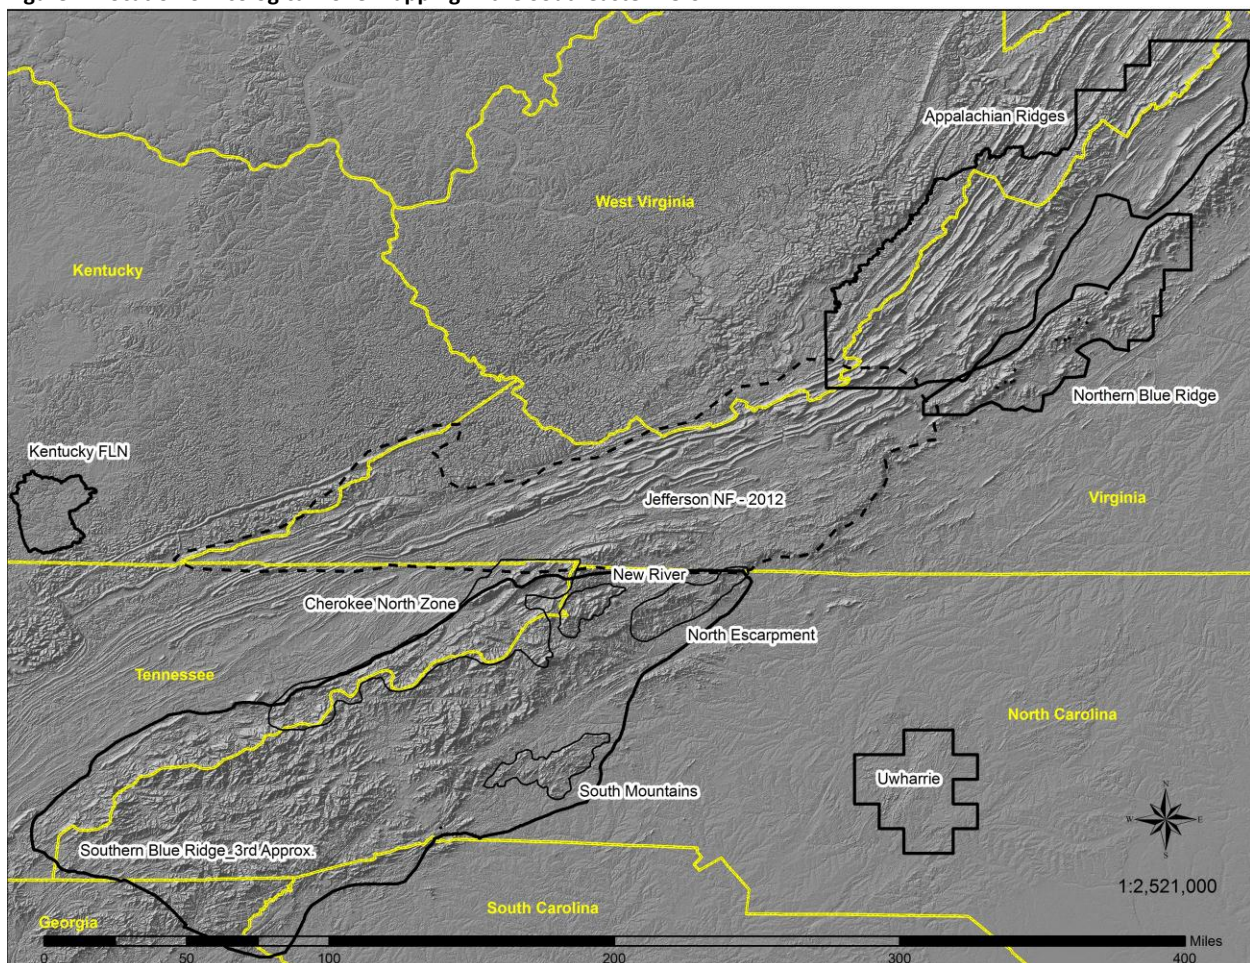 Appalachian Ridges
West Virginia
Kentucky
Northern Blue Ridge
Kentucky FLN
Jefferson NF - 2012
Virginia
New River
Cherokee North Zone
North Escarpment
Tennessee
North Carolina
Uwharrie
South Mountains
N
W
E
S
Southern Blue Ridge_3rd Approx.
1:2,521,000
South Carolina
Georgia
Miles
0 50 100 200 300 400